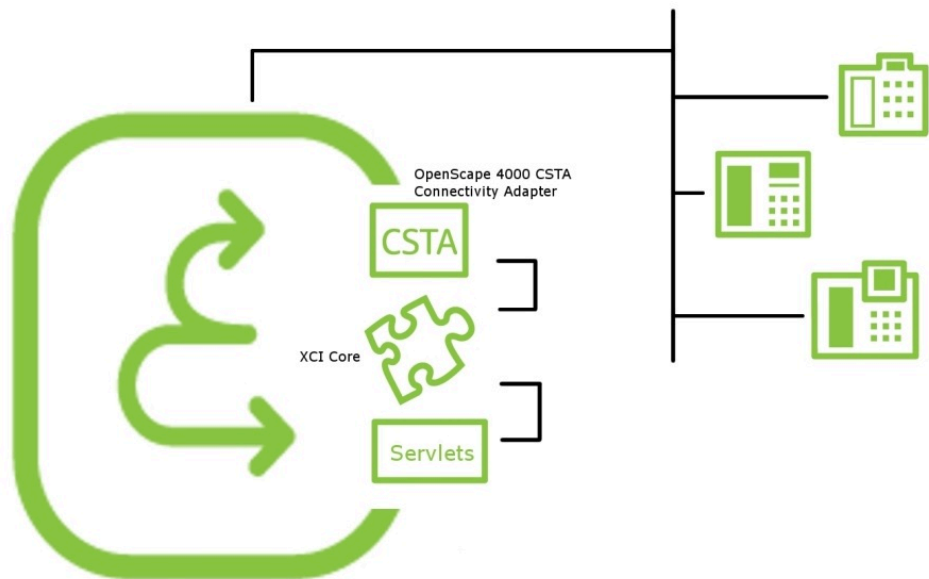 OpenScape 4000 CSTA
Connectivity Adapter
CSTA
XCI Core
Servlets